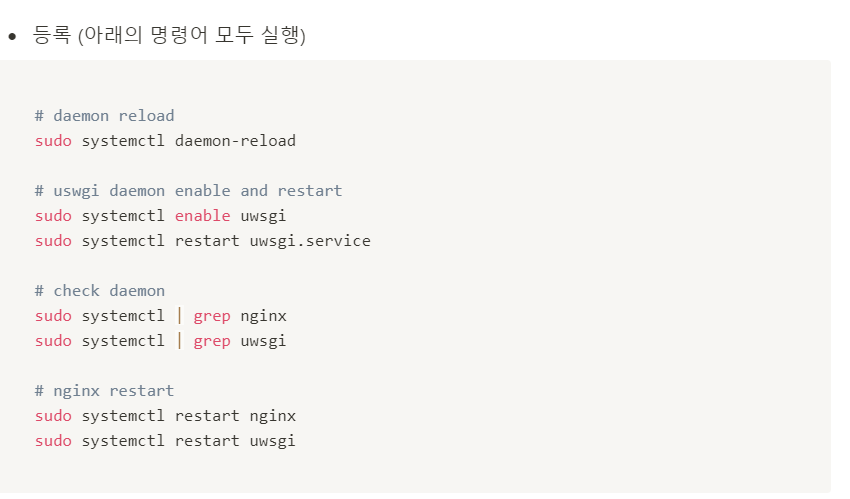 • 등록 (아래의 명령어 모두 실행)
# daemon reload
sudo systemctl daemon-reload
# uswgi daemon enable and restart
sudo systemctl enable uwsgi
sudo systemctl restart uwsgi.service
# check daemon
sudo systemctl | grep nginx
sudo systemctl | grep uwsgi
# nginx restart
sudo systemctl restart nginx
sudo systemctl restart uwsgi